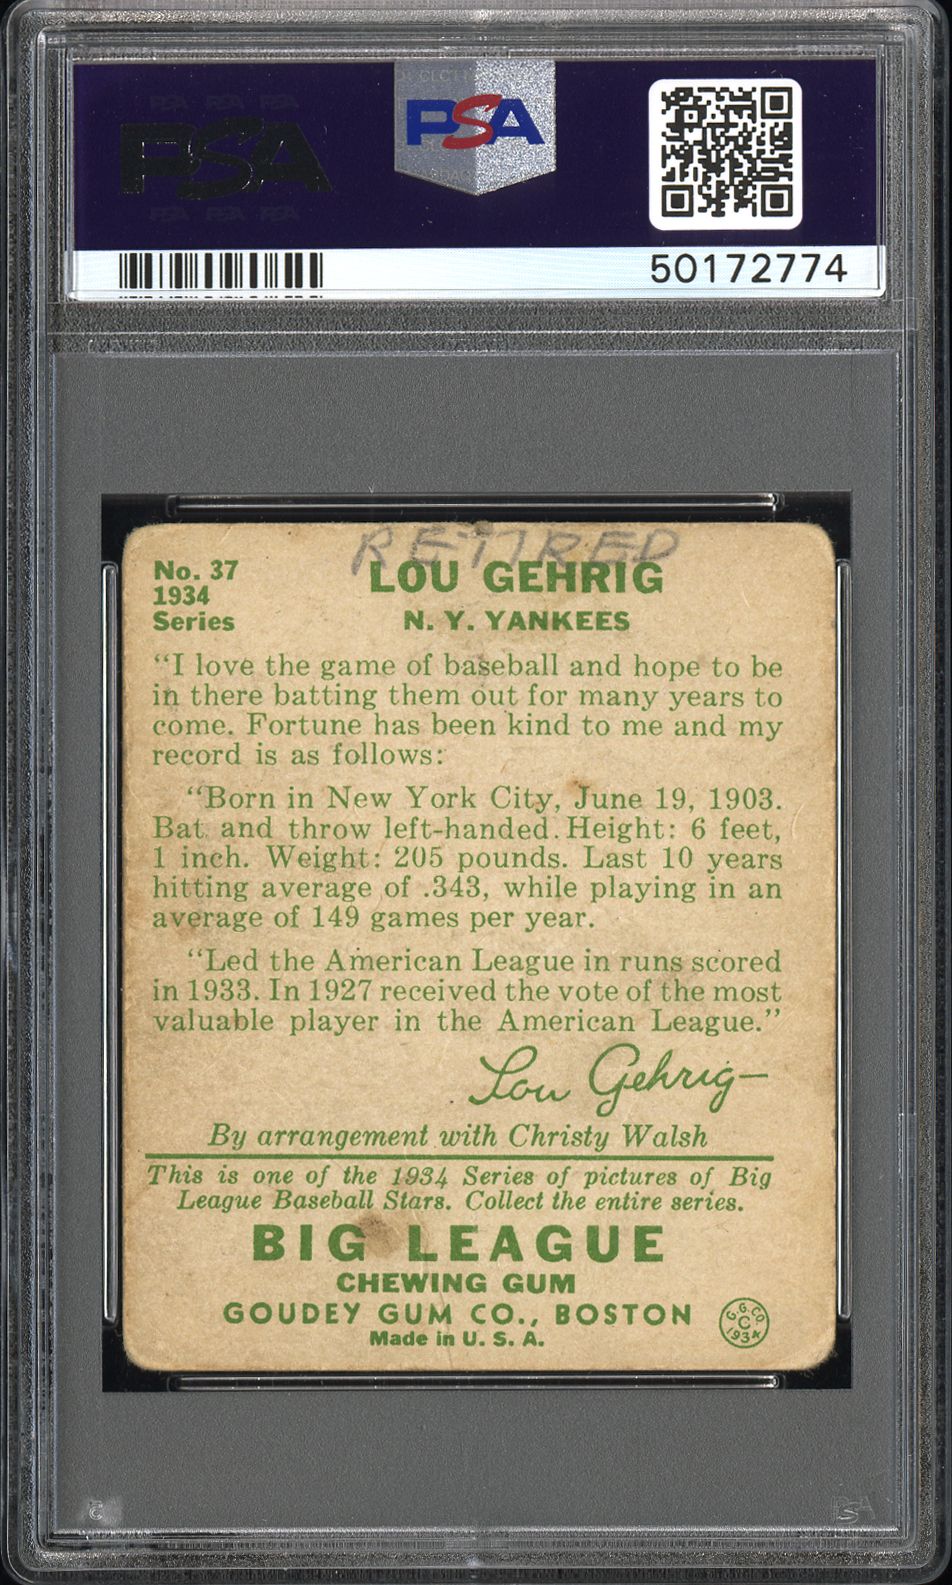 PSA PSA PSA
PSA
PSA PSA PSA
PSA
50172774
RETIRED
No. 37
1934
Series
LOU GEHRIG
N. Y. YANKEES
"I love the game of baseball and hope to be
in there batting them out for many years to
come. Fortune has been kind to me and my
record is as follows:
"Born in New York City, June 19, 1903.
Bat and throw left-handed. Height: 6 feet,
1 inch. Weight: 205 pounds. Last 10 years
hitting average of .343, while playing in an
average of 149 games per year.
"Led the American League in runs scored
in 1933. In 1927 received the vote of the most
valuable player in the American League."
Lou Gehrig
By arrangement with Christy Walsh
This is one of the 1934 Series of pictures of Big
League Baseball Stars. Collect the entire series.
BIG LEAGUE
CHEWING GUM
GOUDEY GUM CO., BOSTON
Made in U. S. A.
G. G. CO.
C
1934
PSA